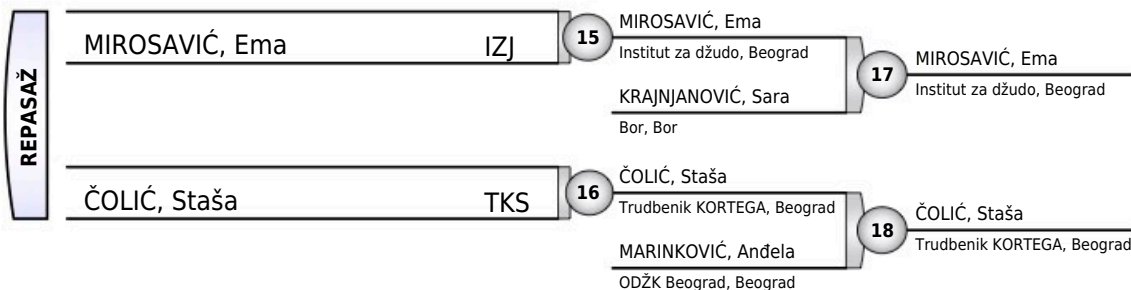 REPASAŽ
MIROSAVIĆ, Ema IZJ
15
MIROSAVIĆ, Ema
Institut za džudo, Beograd
KRAJNJANOVIĆ, Sara
Bor, Bor
17
MIROSAVIĆ, Ema
Institut za džudo, Beograd
ČOLIĆ, Staša TKS
16
ČOLIĆ, Staša
Trudbenik KORTEGA, Beograd
MARINKOVIĆ, Anđela
ODŽK Beograd, Beograd
18
ČOLIĆ, Staša
Trudbenik KORTEGA, Beograd